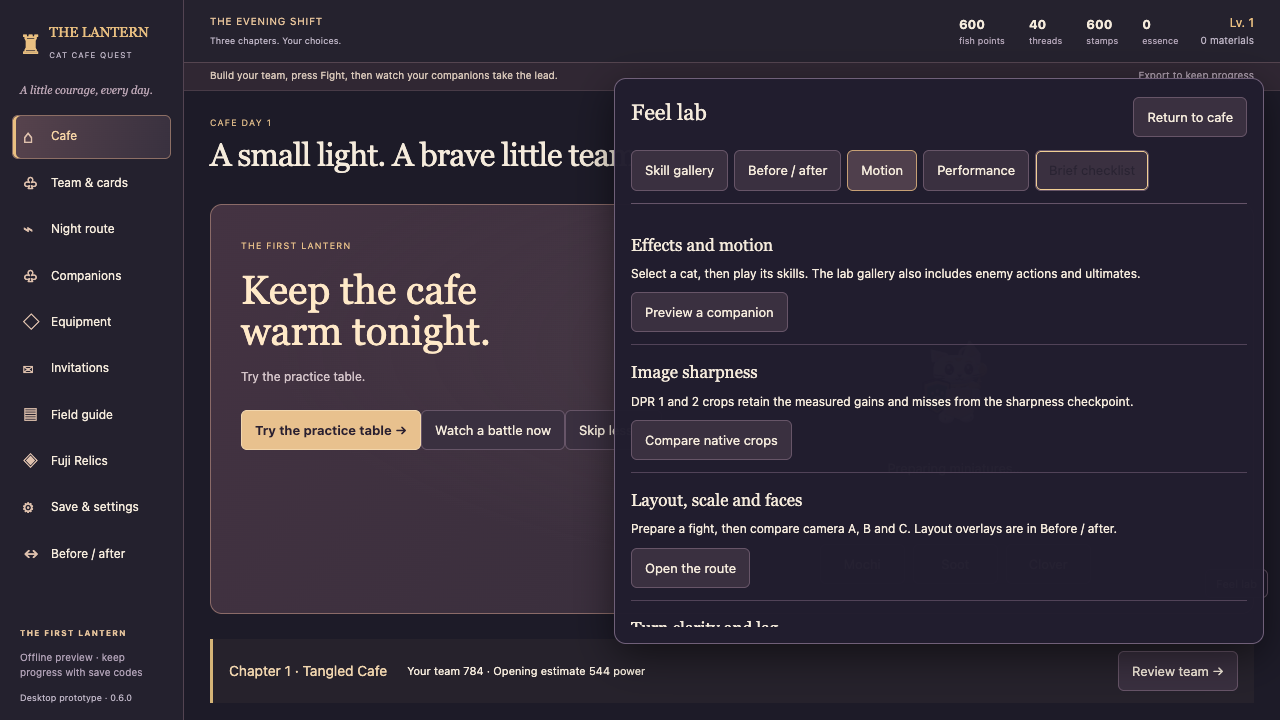 THE LANTERN
CAT CAFE QUEST
A little courage, every day.
Cafe
Team & cards
Night route
Companions
Equipment
Invitations
Field guide
Fuji Relics
Save & settings
Before / after
THE FIRST LANTERN
Offline preview · keep
progress with save codes
Desktop prototype · 0.6.0
THE EVENING SHIFT
Three chapters. Your choices.
600
fish points
40
threads
600
stamps
0
essence
Lv. 1
0 materials
Build your team, press Fight, then watch your companions take the lead.
Export to keep progress
CAFE DAY 1
A small light. A brave little team
THE FIRST LANTERN
Keep the cafe
warm tonight.
Try the practice table.
Try the practice table →
Watch a battle now
Skip
Chapter 1 · Tangled Cafe
Your team 784 · Opening estimate 544 power
Review team →
Feel lab
Return to cafe
Skill gallery
Before / after
Motion
Performance
Brief checklist
Effects and motion
Select a cat, then play its skills. The lab gallery also includes enemy actions and ultimates.
Preview a companion
Image sharpness
DPR 1 and 2 crops retain the measured gains and misses from the sharpness checkpoint.
Compare native crops
Layout, scale and faces
Prepare a fight, then compare camera A, B and C. Layout overlays are in Before / after.
Open the route
Turn clarity and log